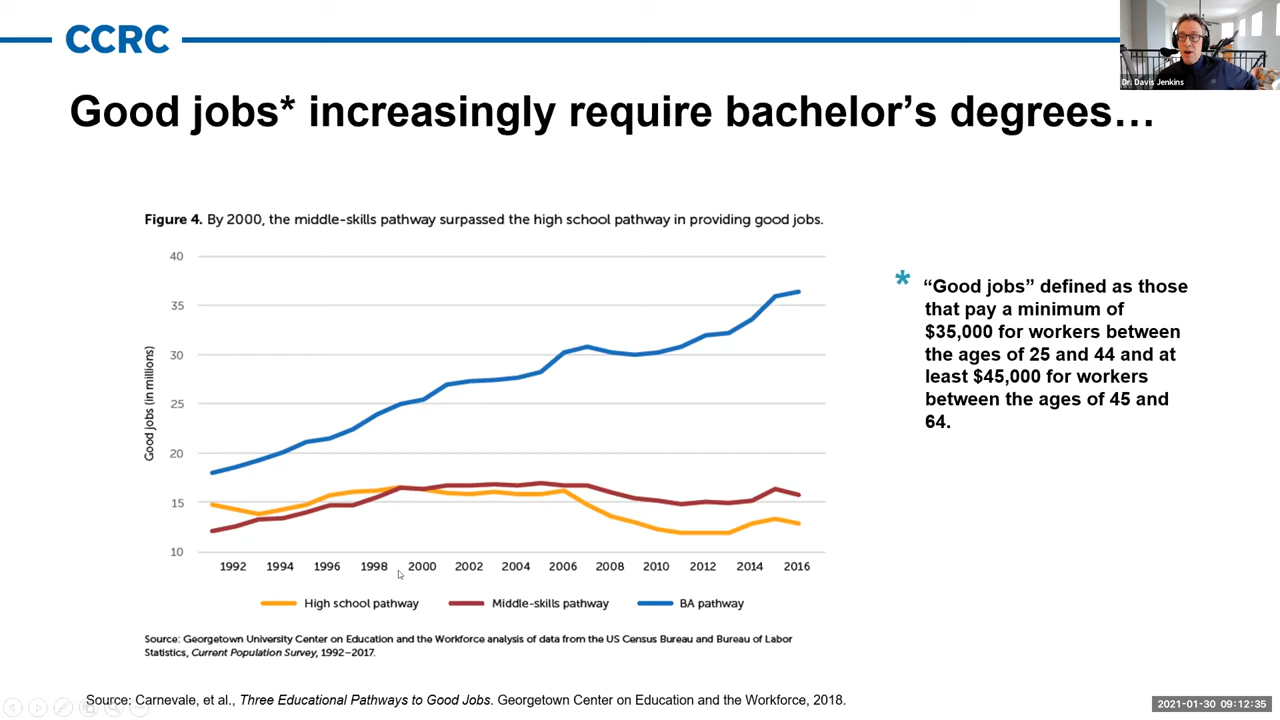 CCRC
Dr. Davis Jenkins
Good jobs* increasingly require bachelor's degrees…
Figure 4. By 2000, the middle-skills pathway surpassed the high school pathway in providing good jobs.
40
35
30
25
20
15
10
Good jobs (in millions)
1992 1994 1996 1998 2000 2002 2004 2006 2008 2010 2012 2014 2016
High school pathway Middle-skills pathway BA pathway
Source: Georgetown University Center on Education and the Workforce analysis of data from the US Census Bureau and Bureau of Labor
Statistics, Current Population Survey, 1992–2017.
* “Good jobs” defined as those
that pay a minimum of
$35,000 for workers between
the ages of 25 and 44 and at
least $45,000 for workers
between the ages of 45 and
64.
Source: Carnevale, et al., Three Educational Pathways to Good Jobs. Georgetown Center on Education and the Workforce, 2018.
2021-01-30 09:12:35